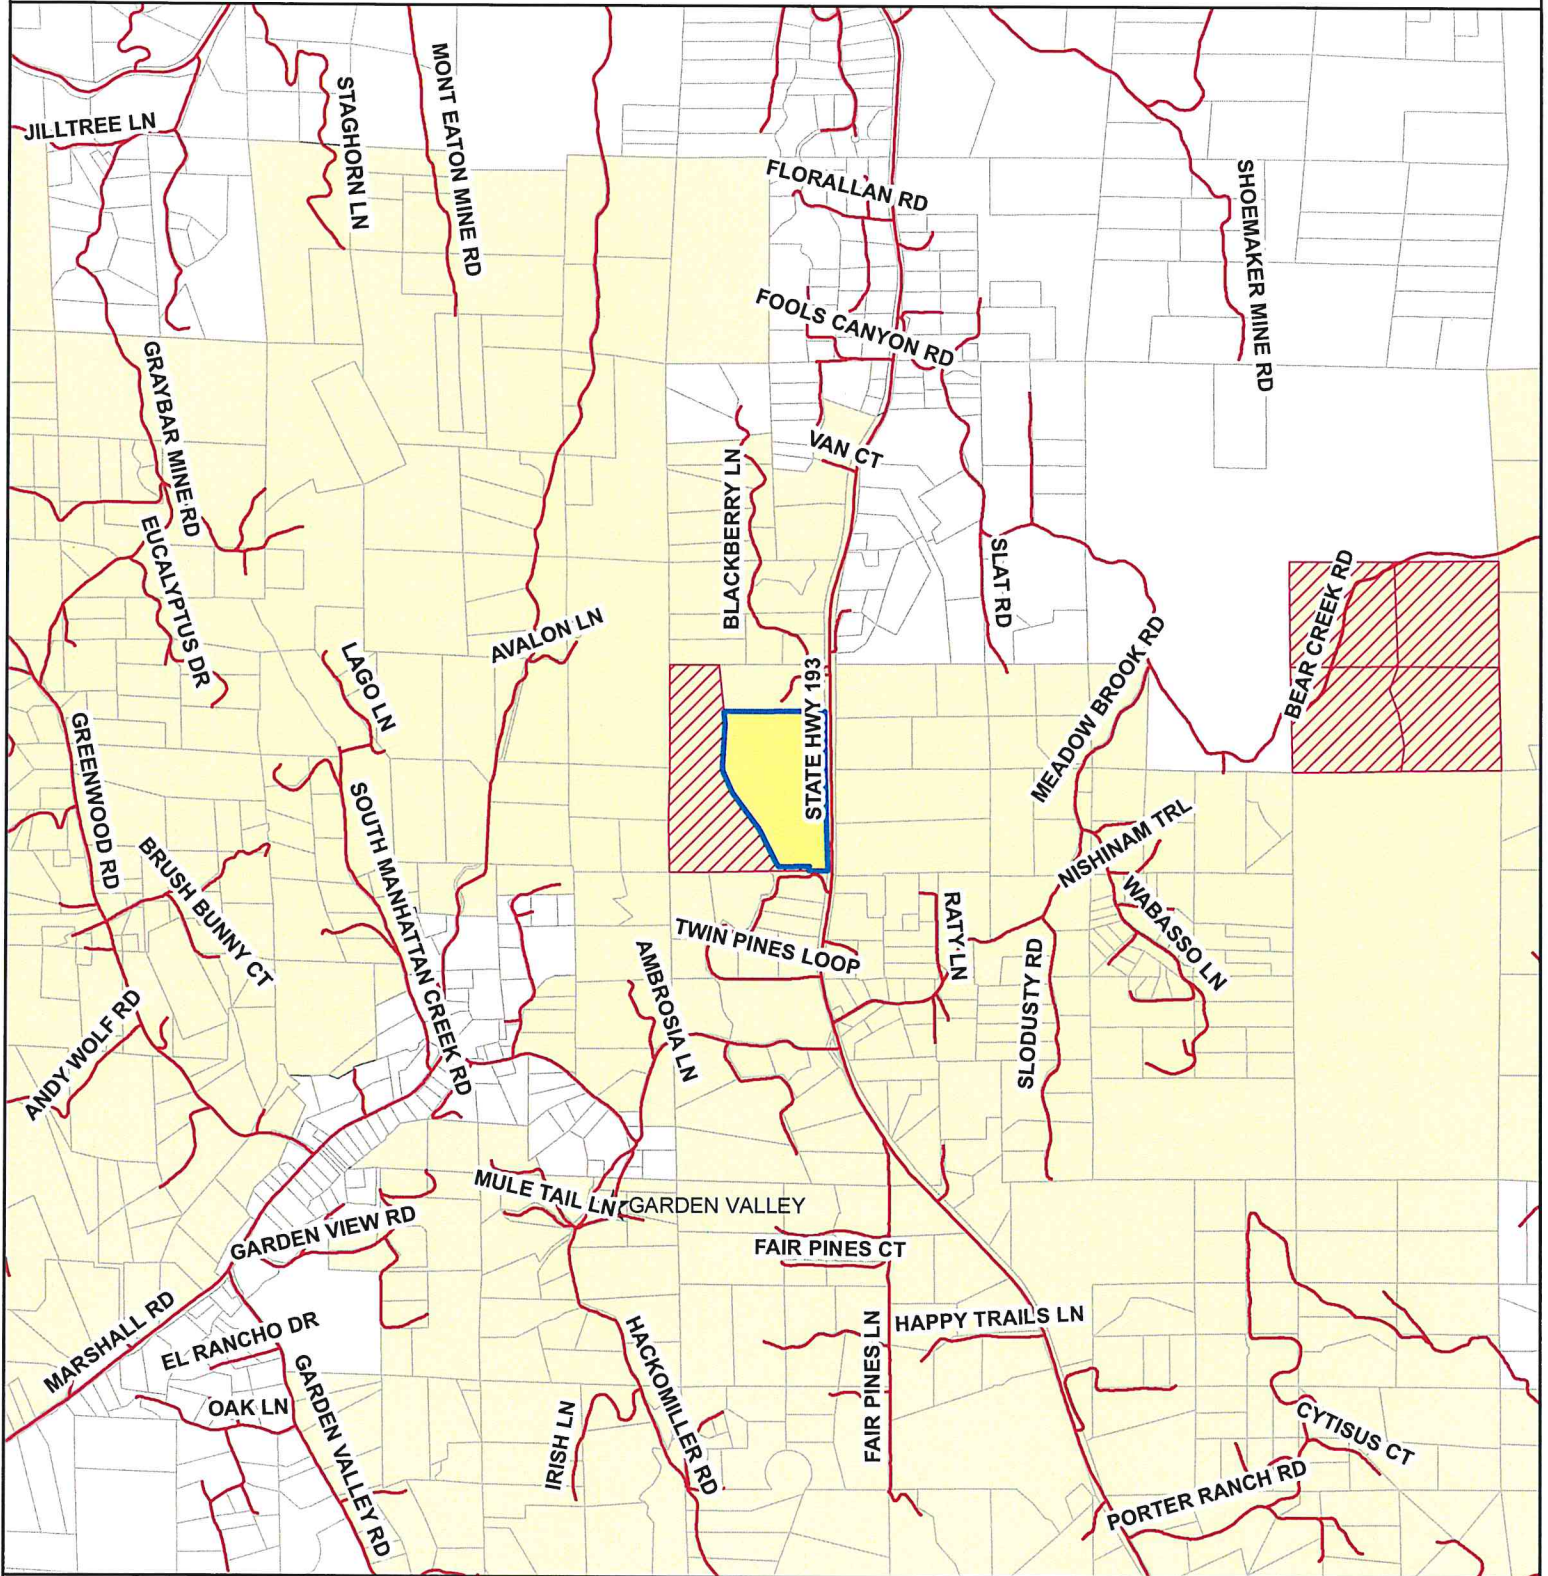 MONT EATON MINE RD
STAGHORN LN
JILLTREE LN
FLORALLAN RD
SHOEMAKER MINE RD
FOOLS CANYON RD
GRAYBAR MINE RD
VAN CT
BLACKBERRY LN
EUCALYPTUS DR
SLAT RD
BEAR CREEK RD
AVALON LN
LAGO LN
MEADOW BROOK RD
STATE HWY 193
GREENWOOD RD
SOUTH MANHATTAN CREEK RD
NISHINAM TRL
BRUSH BUNNY CT
WABASSO LN
RATY LN
TWIN PINES LOOP
AMBROSIA LN
SLODUSTY RD
ANDY WOLF RD
MULE TAIL LN
GARDEN VALLEY
GARDEN VIEW RD
FAIR PINES CT
MARSHALL RD
HAPPY TRAILS LN
EL RANCHO DR
FAIR PINES LN
HACKOMILLER RD
GARDEN VALLEY RD
OAK LN
IRISH LN
CYTISUS CT
PORTER RANCH RD